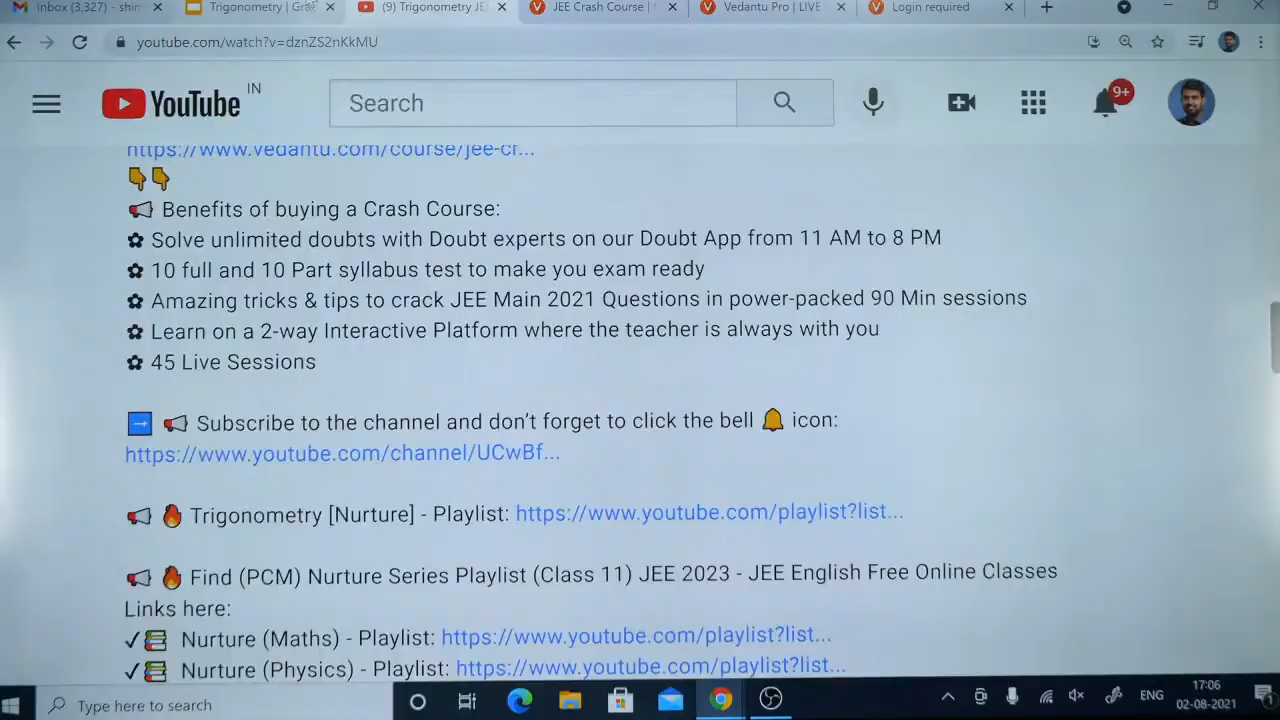 Inbox (3,327) - shin
Trigonometry | Gr
(9) Trigonometry JE
JEE Crash Course |
Vedantu Pro | LIVE
Login required
youtube.com/watch?v=dznZS2nKkMU
YouTube IN
Search
9+
https://www.vedantu.com/course/jee-cr...
👇👇
📢 Benefits of buying a Crash Course:
✿ Solve unlimited doubts with Doubt experts on our Doubt App from 11 AM to 8 PM
✿ 10 full and 10 Part syllabus test to make you exam ready
✿ Amazing tricks & tips to crack JEE Main 2021 Questions in power-packed 90 Min sessions
✿ Learn on a 2-way Interactive Platform where the teacher is always with you
✿ 45 Live Sessions
➡ 📢 Subscribe to the channel and don't forget to click the bell 🔔 icon:
https://www.youtube.com/channel/UCwBf...
📢 🔥 Trigonometry [Nurture] - Playlist: https://www.youtube.com/playlist?list...
📢 🔥 Find (PCM) Nurture Series Playlist (Class 11) JEE 2023 - JEE English Free Online Classes
Links here:
✓📚 Nurture (Maths) - Playlist: https://www.youtube.com/playlist?list...
✓📚 Nurture (Physics) - Playlist: https://www.youtube.com/playlist?list...
Type here to search
ENG
17:06
02-08-2021
1